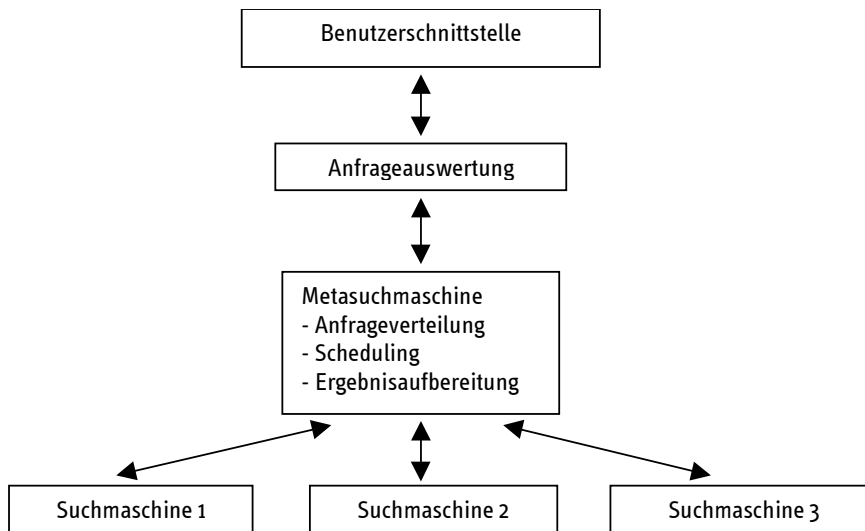 Benutzerschnittstelle
Anfrageauswertung
Metasuchmaschine
- Anfrageverteilung
- Scheduling
- Ergebnisaufbereitung
Suchmaschine 1
Suchmaschine 2
Suchmaschine 3